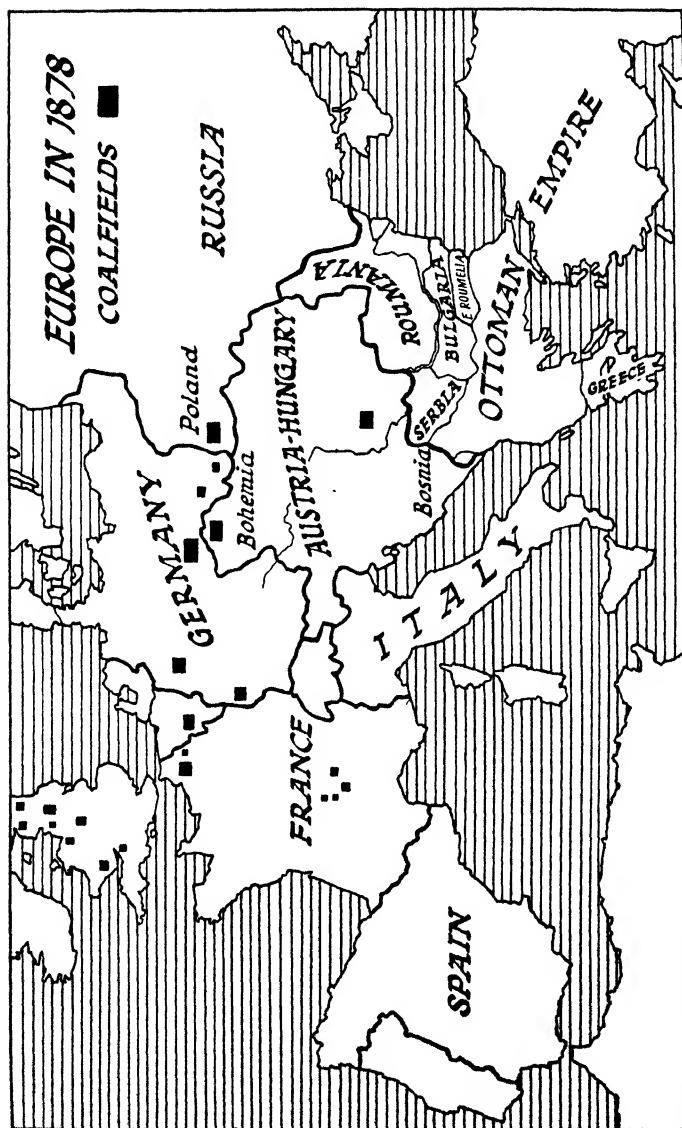 EUROPE IN 1878
COALFIELDS
RUSSIA
Poland
GERMANY
Bohemia
AUSTRIA-HUNGARY
ROUMANIA
FRANCE
Bosnia
SERBIA
BULGARIA
E ROUMELIA
ITALY
OTTOMAN
EMPIRE
GREECE
SPAIN